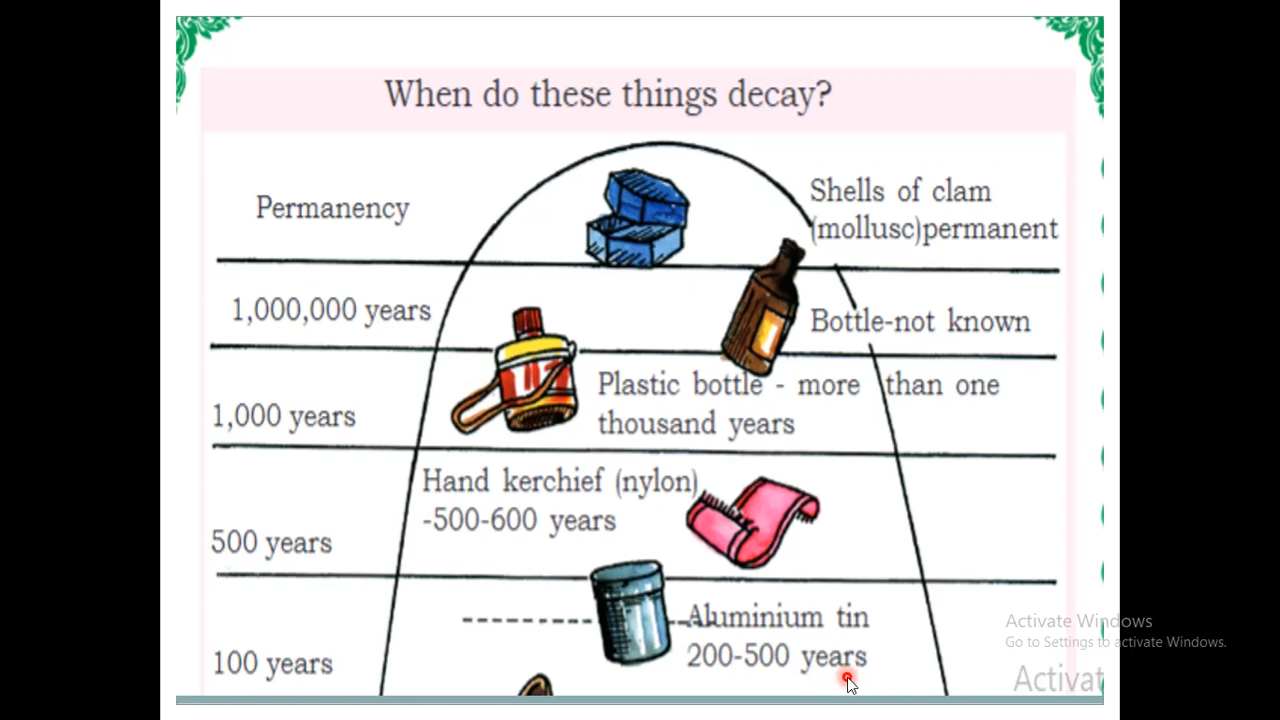 When do these things decay?
Permanency
Shells of clam
(mollusc)permanent
1,000,000 years
Bottle-not known
1,000 years
Plastic bottle - more than one
thousand years
Hand kerchief (nylon)
-500-600 years
500 years
Aluminium tin
200-500 years
100 years
Activate Windows
Go to Settings to activate Windows.
Activat